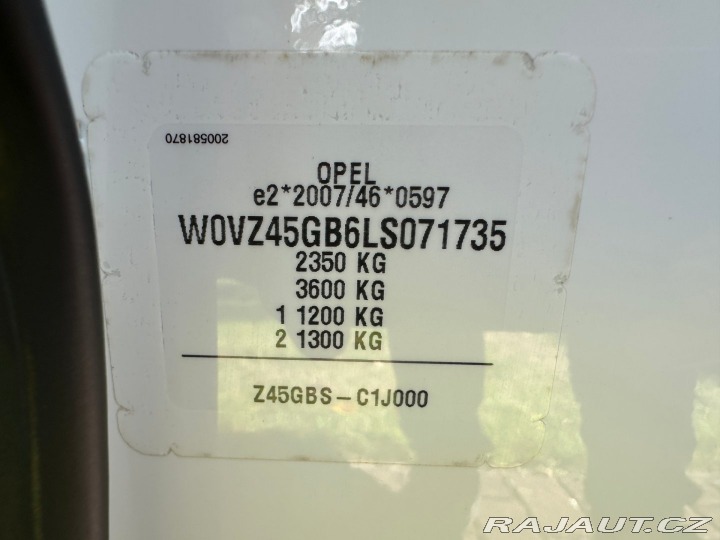 200581870
OPEL
e2*2007/46*0597
W0VZ45GB6LS071735
2350 KG
3600 KG
1 1200 KG
2 1300 KG
Z45GBS-C1J000
RAJAUT.CZ